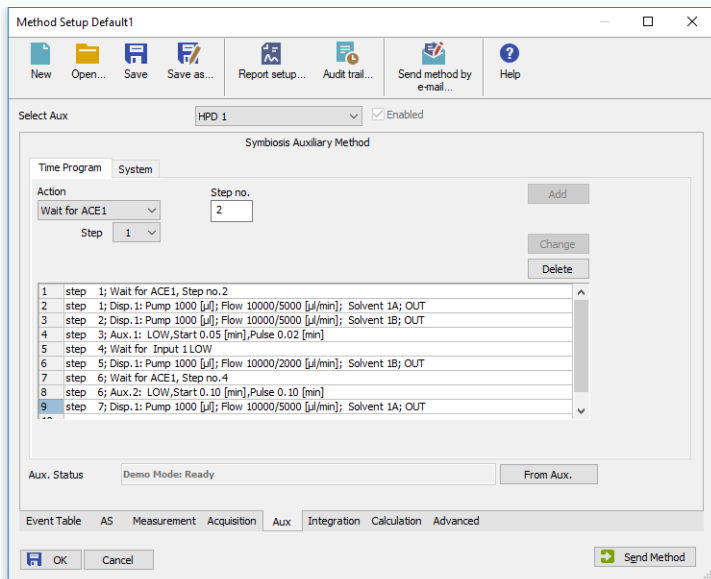 Method Setup Default1
New Open... Save Save as... Report setup... Audit trail... Send method by e-mail... Help
Select Aux HPD 1 Enabled
Symbiosis Auxiliary Method
Time Program System
Action Step no. Add
Wait for ACE1 2
Step 1
Change
Delete
1 step 1; Wait for ACE1, Step no.2
2 step 1; Disp.1: Pump 1000 [µl]; Flow 10000/5000 [µl/min]; Solvent 1A; OUT
3 step 2; Disp.1: Pump 1000 [µl]; Flow 10000/5000 [µl/min]; Solvent 1B; OUT
4 step 3; Aux.1: LOW,Start 0.05 [min],Pulse 0.02 [min]
5 step 4; Wait for Input 1 LOW
6 step 5; Disp.1: Pump 1000 [µl]; Flow 10000/2000 [µl/min]; Solvent 1B; OUT
7 step 6; Wait for ACE1, Step no.4
8 step 6; Aux.2: LOW,Start 0.10 [min],Pulse 0.10 [min]
9 step 7; Disp.1: Pump 1000 [µl]; Flow 10000/5000 [µl/min]; Solvent 1A; OUT
Aux. Status Demo Mode: Ready From Aux.
Event Table AS Measurement Acquisition Aux Integration Calculation Advanced
OK Cancel Send Method